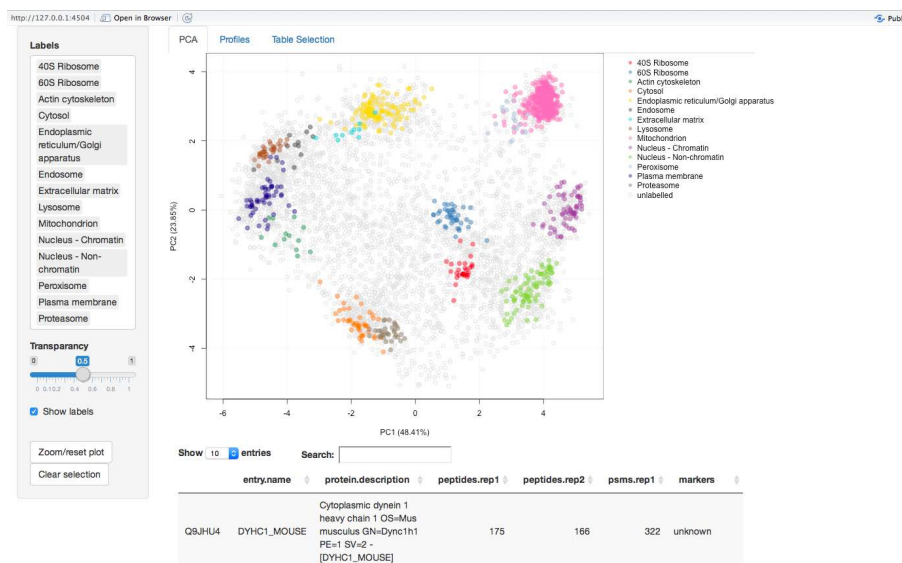 http://127.0.0.1:4504 Open in Browser Publ
Labels
40S Ribosome
60S Ribosome
Actin cytoskeleton
Cytosol
Endoplasmic
reticulum/Golgi
apparatus
Endosome
Extracellular matrix
Lysosome
Mitochondrion
Nucleus - Chromatin
Nucleus - Non-
chromatin
Peroxisome
Plasma membrane
Proteasome
Transparancy
0 0.5 1
0 0.1 0.2 0.4 0.6 0.8 1
Show labels
Zoom/reset plot
Clear selection
PCA Profiles Table Selection
PC2 (23.85%)
4
2
0
-2
-4
-6 -4 -2 0 2 4
PC1 (48.41%)
40S Ribosome
60S Ribosome
Actin cytoskeleton
Cytosol
Endoplasmic reticulum/Golgi apparatus
Endosome
Extracellular matrix
Lysosome
Mitochondrion
Nucleus - Chromatin
Nucleus - Non-chromatin
Peroxisome
Plasma membrane
Proteasome
unlabelled
Show 10 entries Search:
entry.name protein.description peptides.rep1 peptides.rep2 psms.rep1 markers
Cytoplasmic dynein 1
heavy chain 1 OS=Mus
Q9JHU4 DYHC1_MOUSE musculus GN=Dync1h1 175 166 322 unknown
PE=1 SV=2 -
[DYHC1_MOUSE]